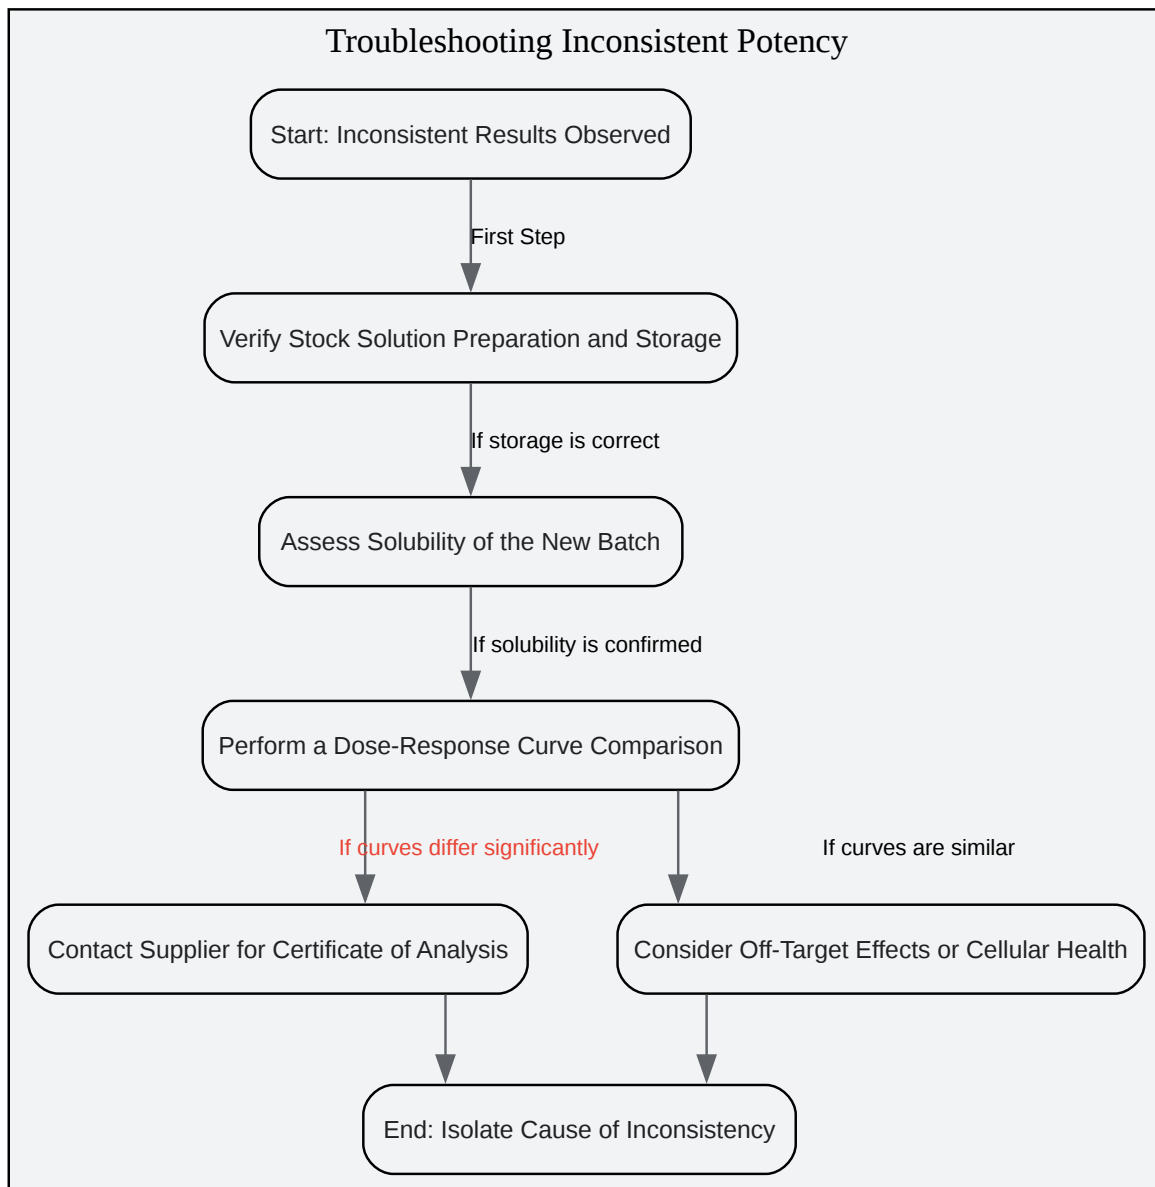 Troubleshooting Inconsistent Potency
Start: Inconsistent Results Observed
First Step
Verify Stock Solution Preparation and Storage
If storage is correct
Assess Solubility of the New Batch
If solubility is confirmed
Perform a Dose-Response Curve Comparison
If curves differ significantly
If curves are similar
Contact Supplier for Certificate of Analysis
Consider Off-Target Effects or Cellular Health
End: Isolate Cause of Inconsistency